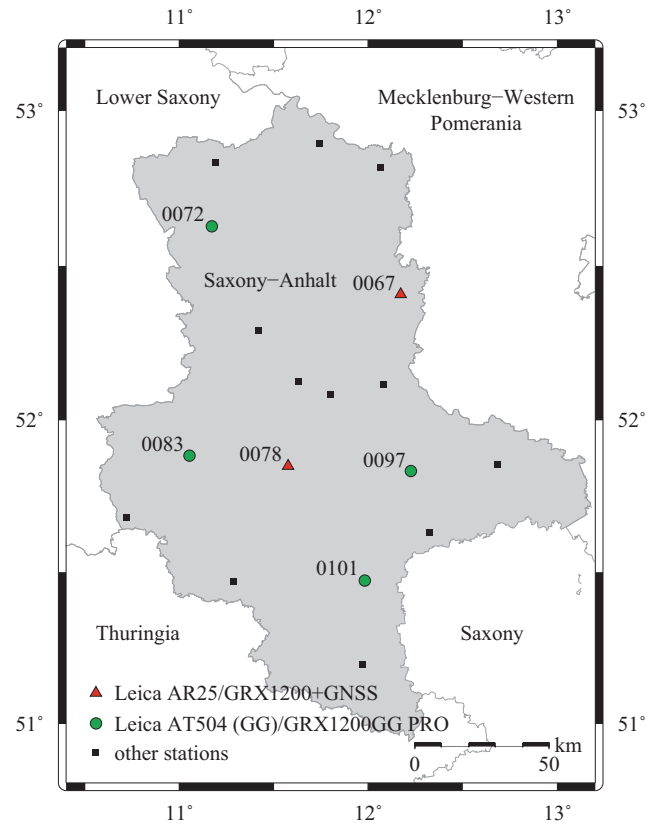 11° 12° 13°
Lower Saxony
Mecklenburg−Western
Pomerania
53° 53°
0072
Saxony−Anhalt
0067
52° 52°
0083
0078
0097
0101
Thuringia
Saxony
Leica AR25/GRX1200+GNSS
Leica AT504 (GG)/GRX1200GG PRO
other stations
51° 51°
km
0 50
11° 12° 13°